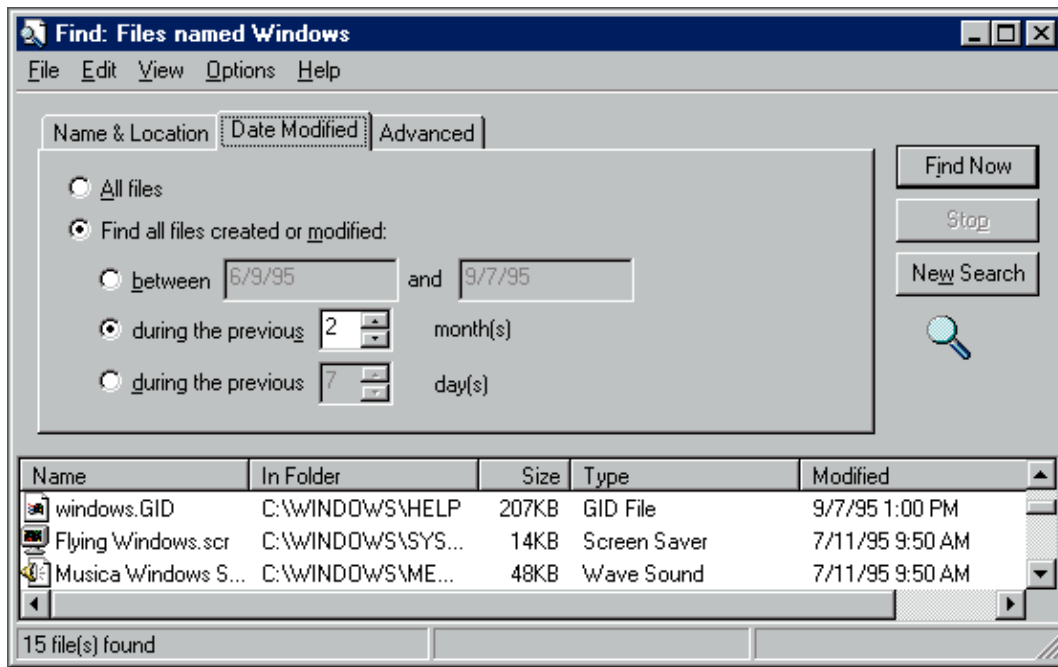 Find: Files named Windows
File Edit View Options Help
Name & Location Date Modified Advanced
All files
Find all files created or modified:
between 6/9/95 and 9/7/95
during the previous 2 month(s)
during the previous 7 day(s)
Find Now
Stop
New Search
Name In Folder Size Type Modified
windows.GID C:\WINDOWS\HELP 207KB GID File 9/7/95 1:00 PM
Flying Windows.scr C:\WINDOWS\SYS... 14KB Screen Saver 7/11/95 9:50 AM
Musica Windows S... C:\WINDOWS\ME... 48KB Wave Sound 7/11/95 9:50 AM
15 file(s) found